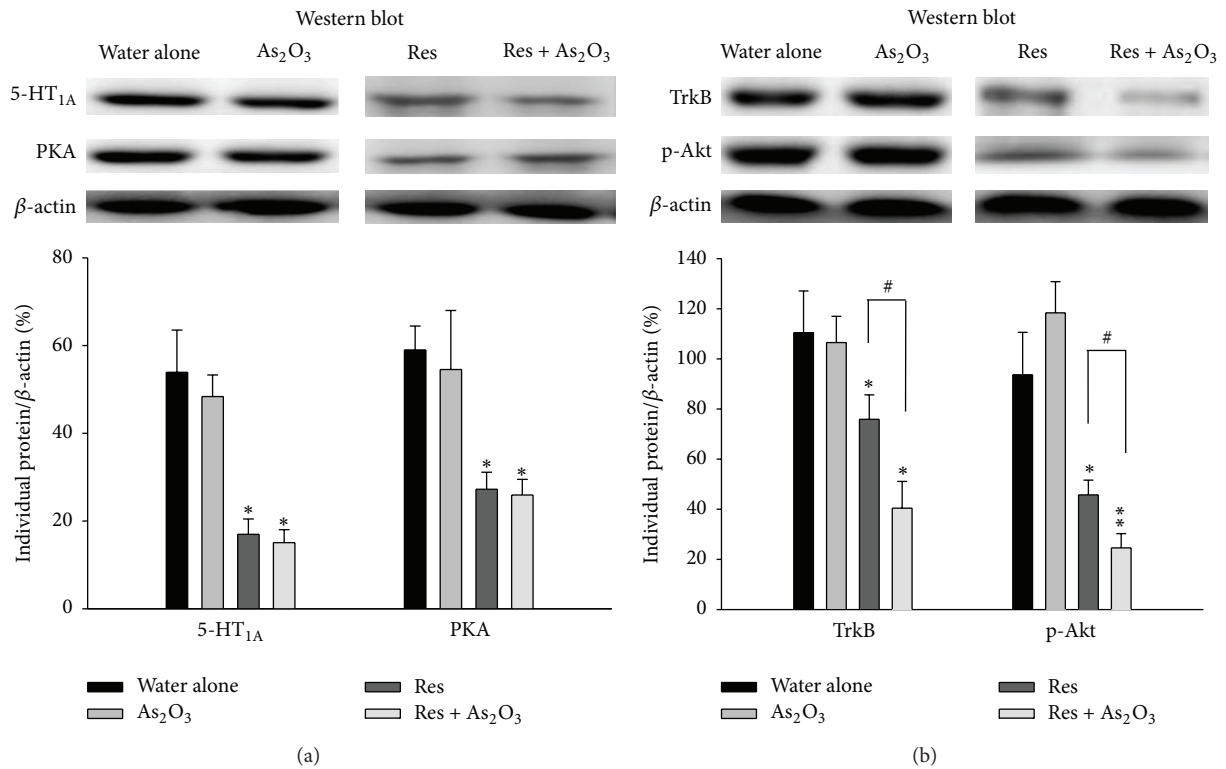 Western blot
Water alone As₂O₃ Res Res + As₂O₃
5-HT₁A
PKA
β-actin
80
60
40
20
0
Individual protein/β-actin (%)
* * * *
5-HT₁A PKA
Water alone Res
As₂O₃ Res + As₂O₃
(a)
Western blot
Water alone As₂O₃ Res Res + As₂O₃
TrkB
p-Akt
β-actin
140
120
100
80
60
40
20
0
Individual protein/β-actin (%)
# #
* * * **
TrkB p-Akt
Water alone Res
As₂O₃ Res + As₂O₃
(b)